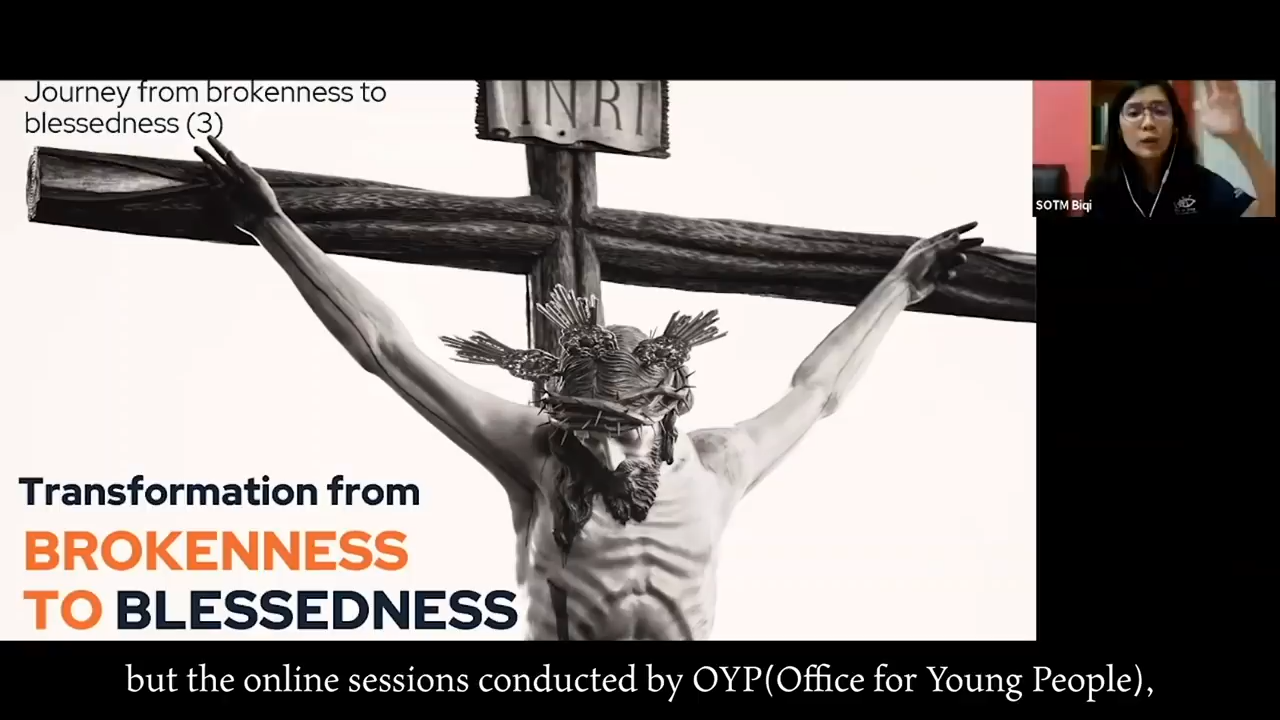 Journey from brokenness to
blessedness (3)
INRI
SOTM Biqi
Transformation from
BROKENNESS
TO BLESSEDNESS
but the online sessions conducted by OYP(Office for Young People),